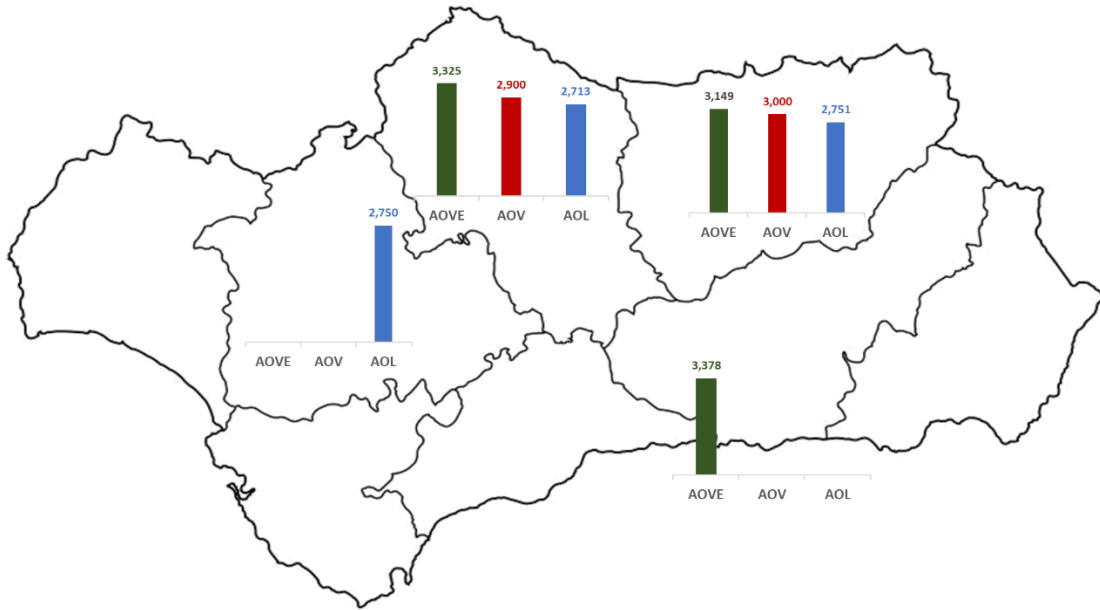 3,325
2,900
2,713
AOVE
AOV
AOL
3,149
3,000
2,751
AOVE
AOV
AOL
2,750
AOVE
AOV
AOL
3,378
AOVE
AOV
AOL